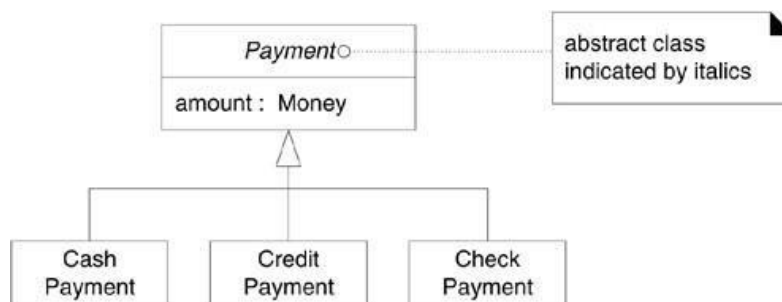 Payment
abstract class
indicated by italics
amount : Money
Cash
Payment
Credit
Payment
Check
Payment